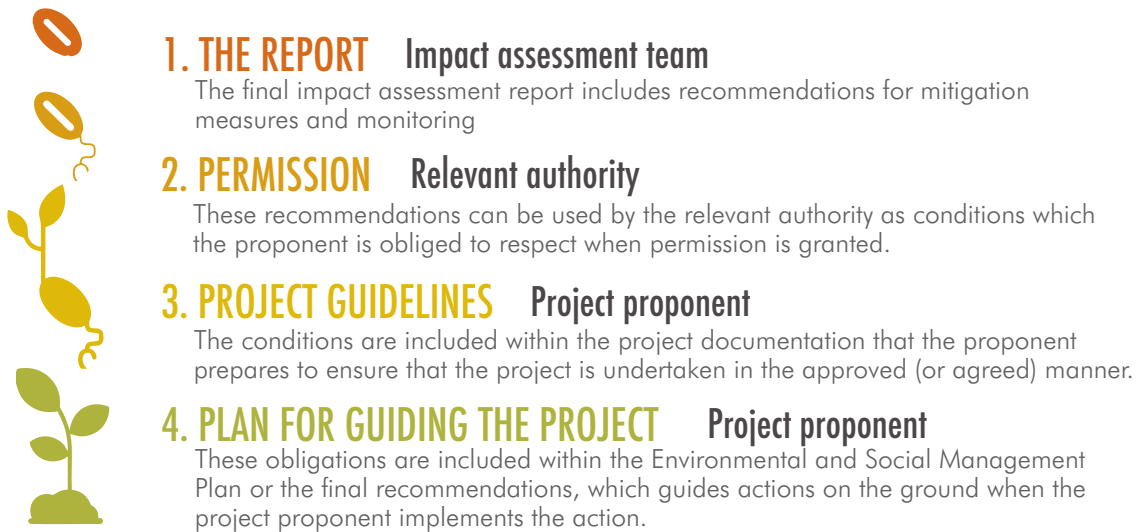 1. THE REPORT Impact assessment team
The final impact assessment report includes recommendations for mitigation
measures and monitoring
2. PERMISSION Relevant authority
These recommendations can be used by the relevant authority as conditions which
the proponent is obliged to respect when permission is granted.
3. PROJECT GUIDELINES Project proponent
The conditions are included within the project documentation that the proponent
prepares to ensure that the project is undertaken in the approved (or agreed) manner.
4. PLAN FOR GUIDING THE PROJECT Project proponent
These obligations are included within the Environmental and Social Management
Plan or the final recommendations, which guides actions on the ground when the
project proponent implements the action.